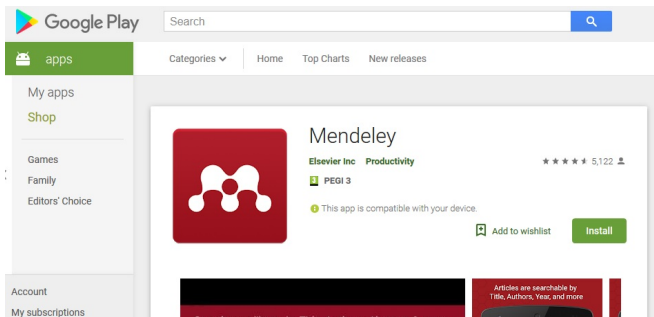 Google Play
Search
apps
Categories
Home
Top Charts
New releases
My apps
Shop
Games
Family
Editors' Choice
Account
My subscriptions
Mendeley
Elsevier Inc Productivity
5,122
3 PEGI 3
This app is compatible with your device.
Add to wishlist
Install
Articles are searchable by
Title, Authors, Year, and more